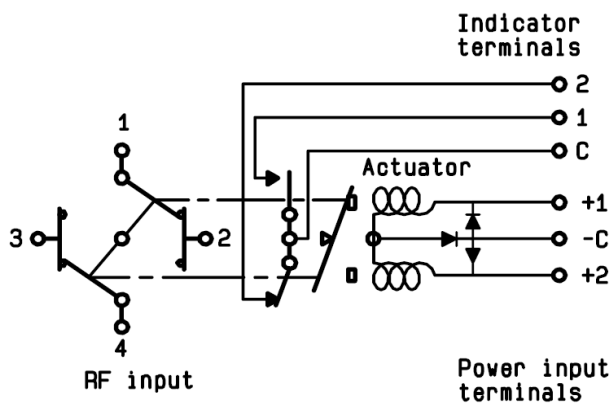 Indicator
terminals
2
1
C
1
Actuator
+1
3
2
-C
+2
4
RF input
Power input
terminals